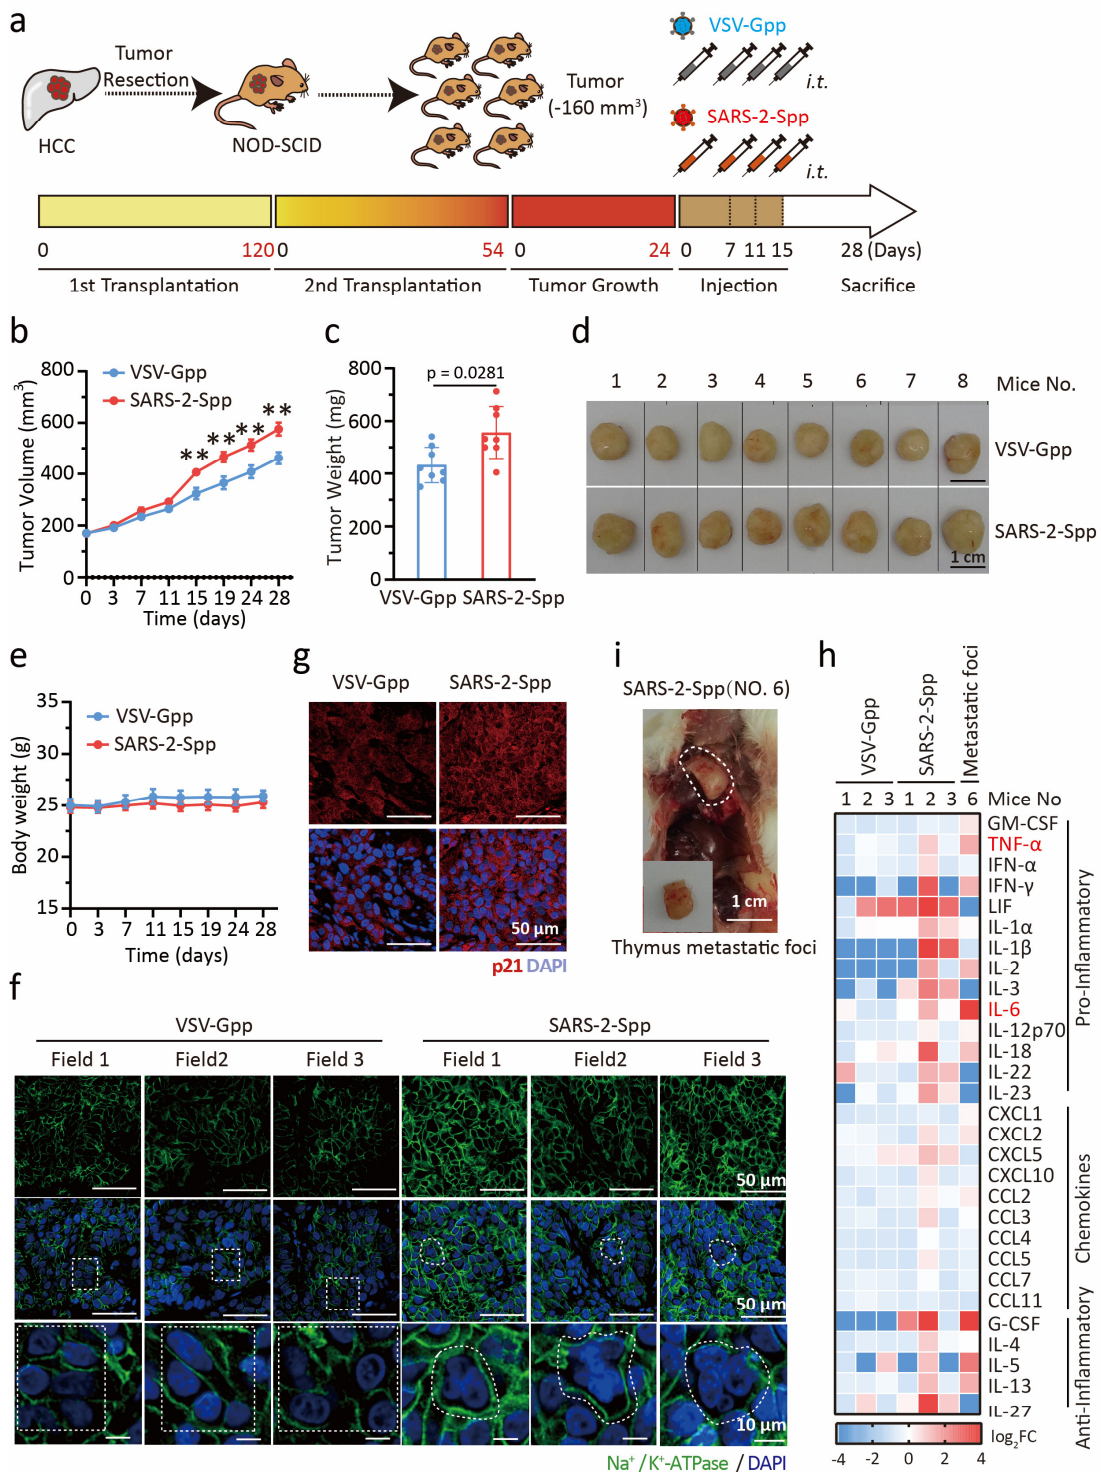 a
Tumor
Resection
HCC
NOD-SCID
Tumor
(-160 mm³)
VSV-Gpp
i.t.
SARS-2-Spp
i.t.
0 120 0 54 0 24 0 7 11 15 28 (Days)
1st Transplantation 2nd Transplantation Tumor Growth Injection Sacrifice
b
VSV-Gpp
SARS-2-Spp
Tumor Volume (mm³)
800
600
400
200
0
** ** ** **
0 3 7 11 15 19 24 28
Time (days)
c
p = 0.0281
Tumor Weight (mg)
800
600
400
200
0
VSV-Gpp SARS-2-Spp
d
1 2 3 4 5 6 7 8 Mice No.
VSV-Gpp
SARS-2-Spp
1 cm
e
VSV-Gpp
SARS-2-Spp
Body weight (g)
35
30
25
20
15
0 3 7 11 15 19 24 28
Time (days)
g
VSV-Gpp SARS-2-Spp
50 μm
p21 DAPI
i
SARS-2-Spp(NO. 6)
1 cm
Thymus metastatic foci
h
VSV-Gpp
SARS-2-Spp
Metastatic foci
1 2 3 1 2 3 6 Mice No
GM-CSF
TNF-α
IFN-α
IFN-γ
LIF
IL-1α
IL-1β
IL-2
IL-3
IL-6
IL-12p70
IL-18
IL-22
IL-23
CXCL1
CXCL2
CXCL5
CXCL10
CCL2
CCL3
CCL4
CCL5
CCL7
CCL11
G-CSF
IL-4
IL-5
IL-13
IL-27
Pro-Inflammatory
Chemokines
Anti-Inflammatory
log₂FC
-4 -2 0 2 4
f
VSV-Gpp SARS-2-Spp
Field 1 Field2 Field 3 Field 1 Field2 Field 3
50 μm
50 μm
10 μm
Na⁺/K⁺-ATPase / DAPI